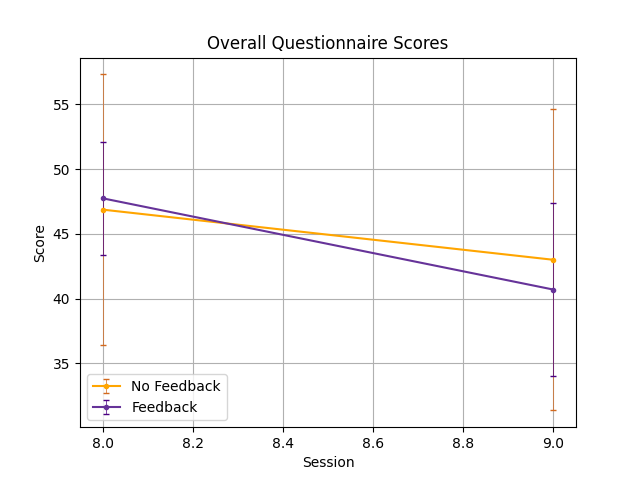 Overall Questionnaire Scores
Score
55
50
45
40
35
No Feedback
Feedback
8.0 8.2 8.4 8.6 8.8 9.0
Session